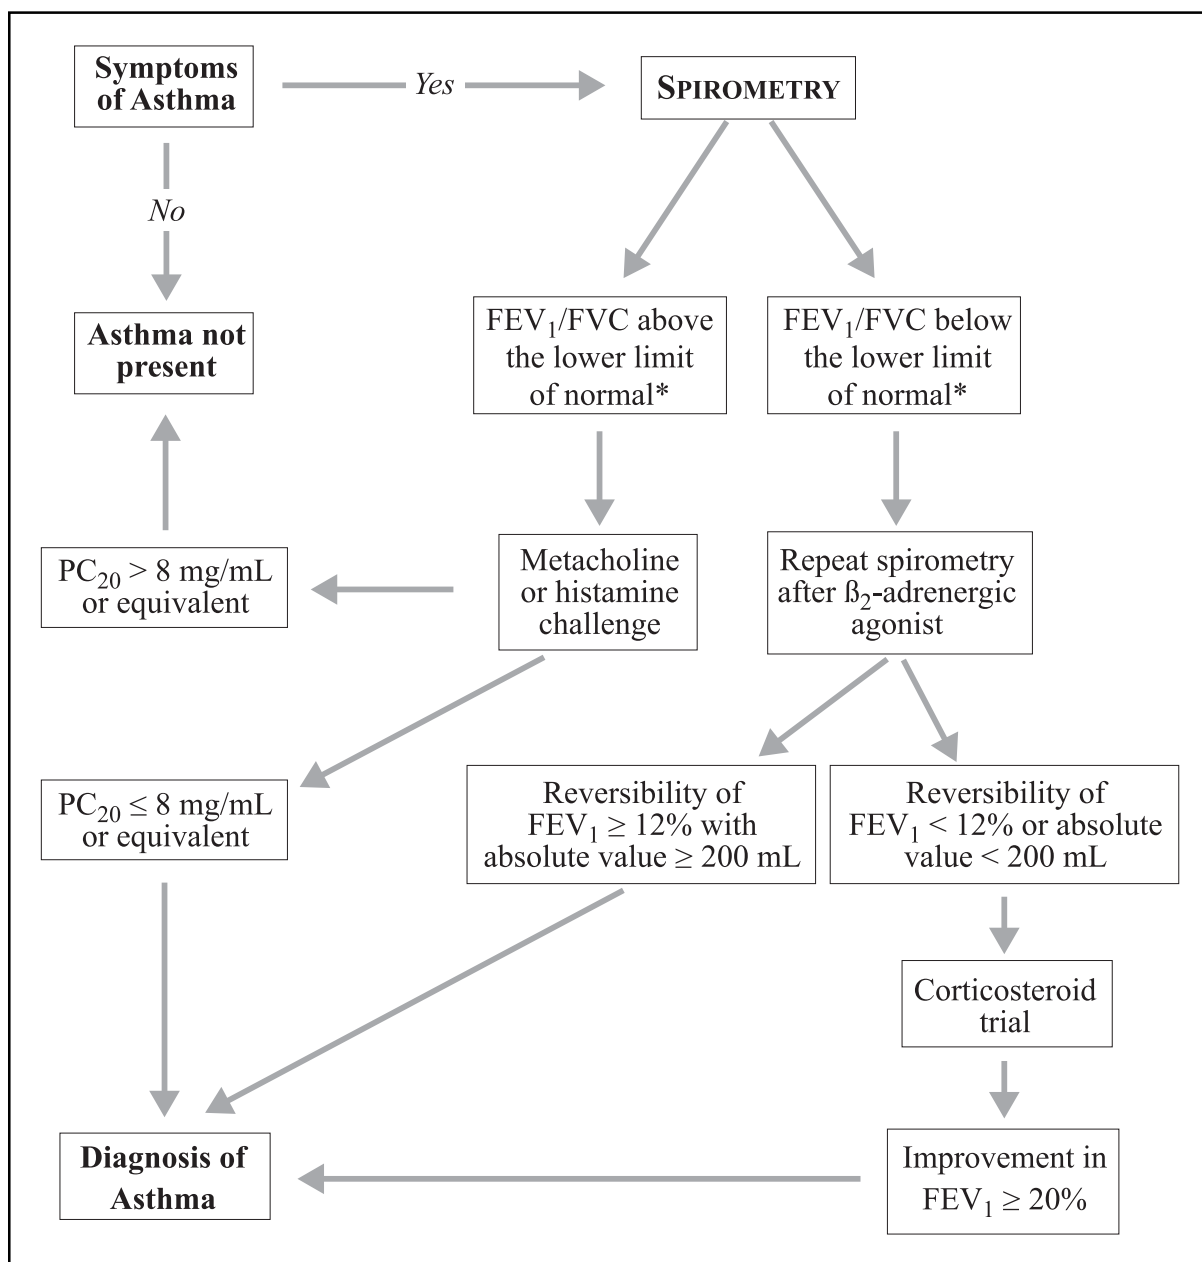 Symptoms
of Asthma
Yes
SPIROMETRY
No
Asthma not
present
FEV₁/FVC above
the lower limit
of normal*
FEV₁/FVC below
the lower limit
of normal*
PC₂₀ > 8 mg/mL
or equivalent
Metacholine
or histamine
challenge
Repeat spirometry
after ß₂-adrenergic
agonist
PC₂₀ ≤ 8 mg/mL
or equivalent
Reversibility of
FEV₁ ≥ 12% with
absolute value ≥ 200 mL
Reversibility of
FEV₁ < 12% or absolute
value < 200 mL
Corticosteroid
trial
Diagnosis of
Asthma
Improvement in
FEV₁ ≥ 20%